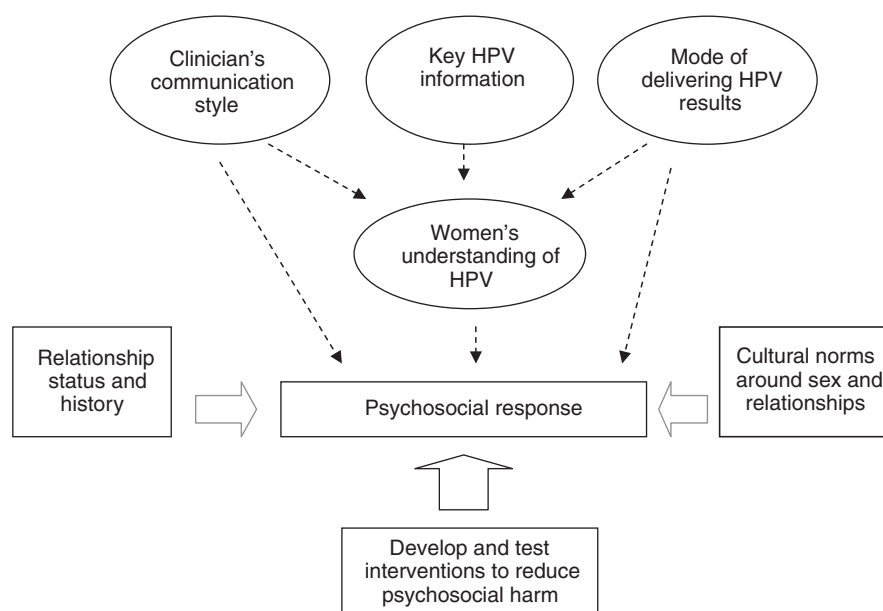 Clinician's
communication
style
Key HPV
information
Mode of
delivering HPV
results
Women's
understanding of
HPV
Relationship
status and
history
Psychosocial response
Cultural norms
around sex and
relationships
Develop and test
interventions to reduce
psychosocial harm